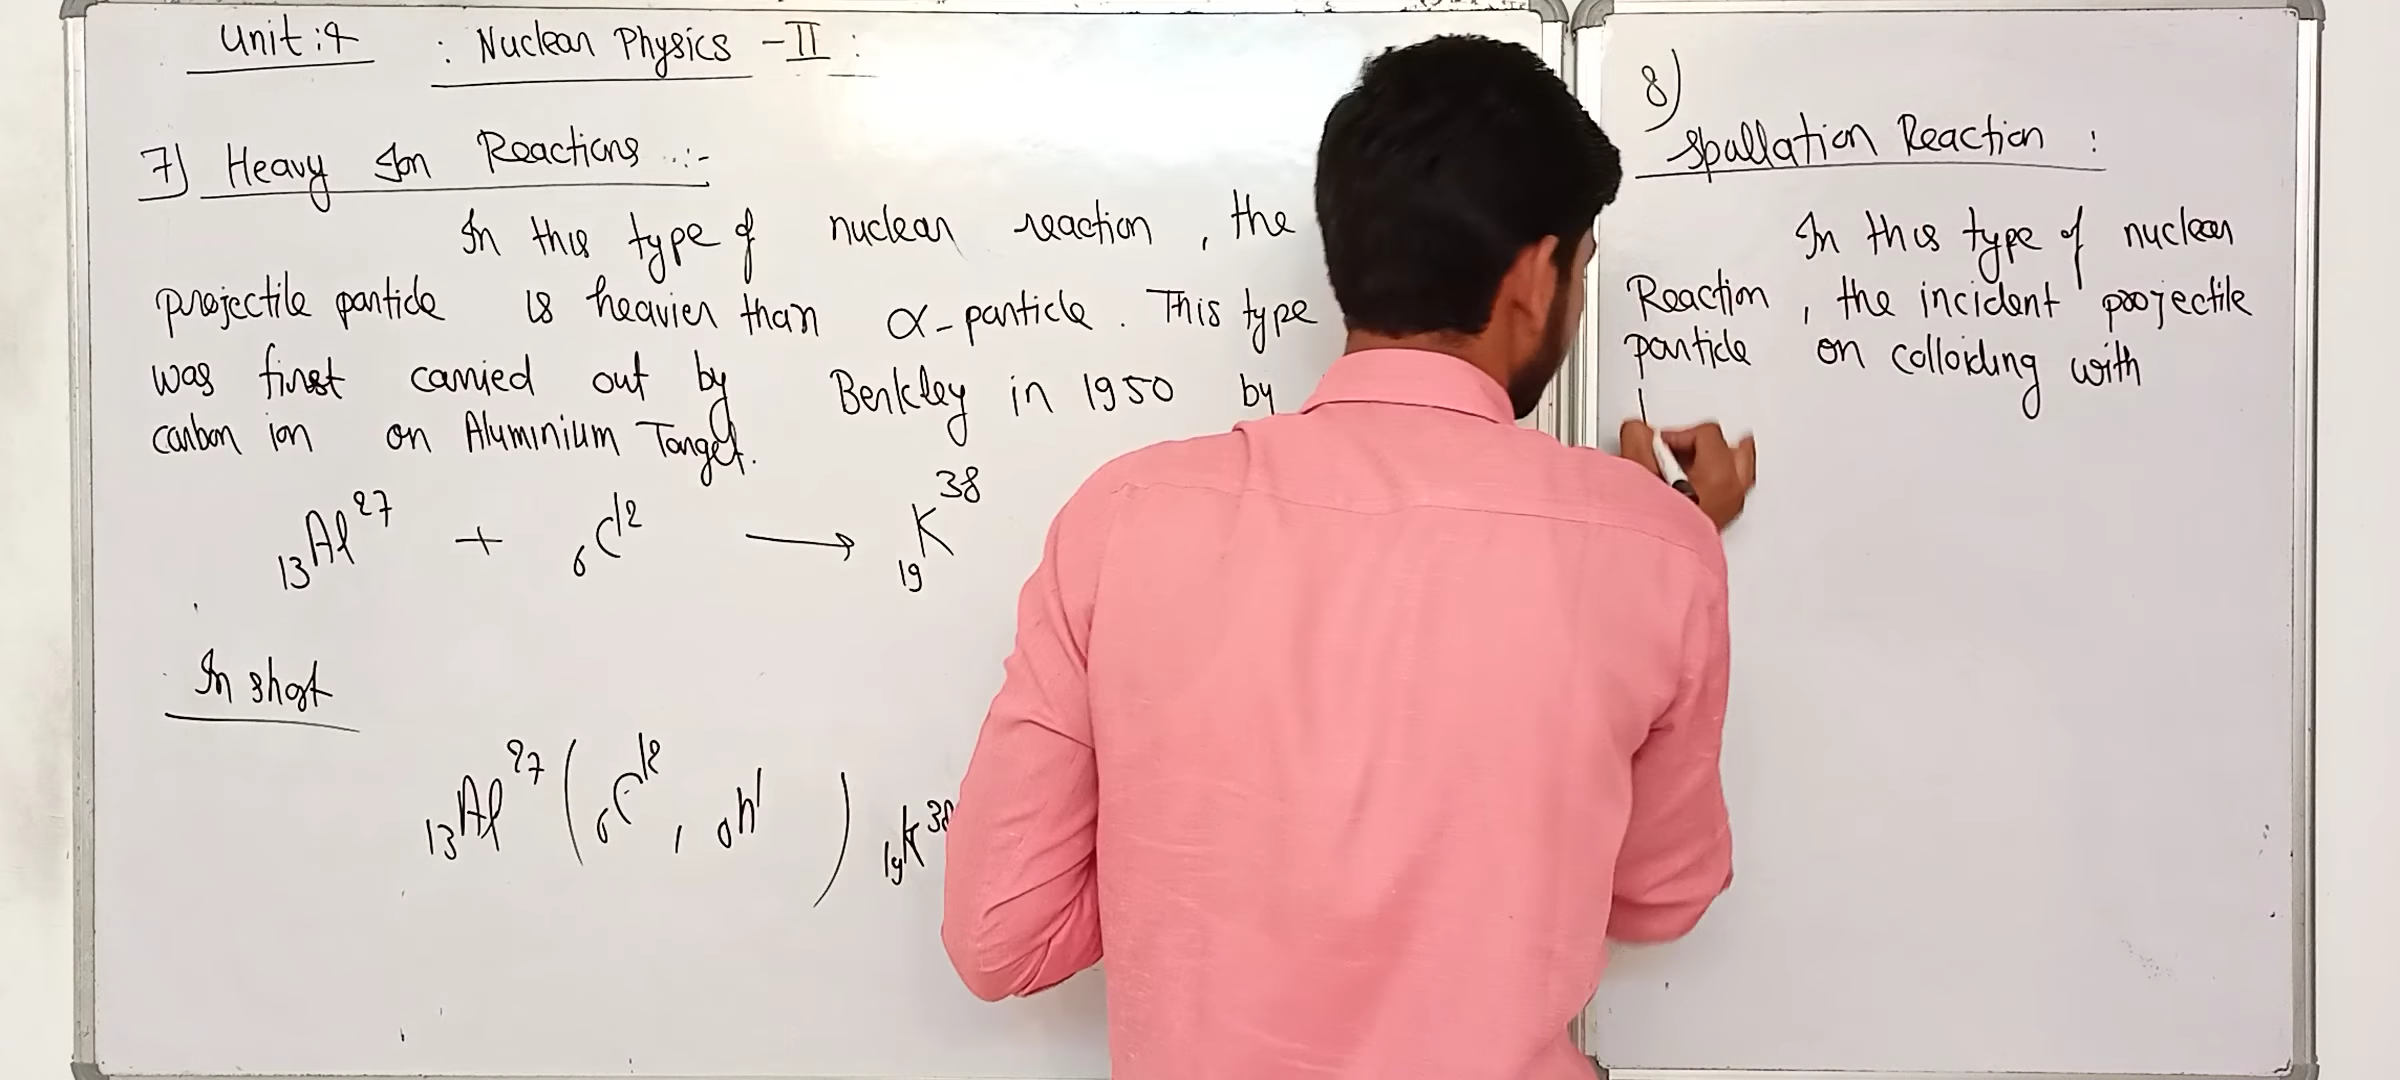 Unit : 4 : Nuclear Physics - II :
7) Heavy Ion Reactions :-
In this type of nuclear reaction , the
projectile particle is heavier than α-particle . This type
was first carried out by Berkley in 1950 by
carbon ion on Aluminium Target.
₁₃Al²⁷ + ₆C¹² ⟶ ₁₉K³⁸
In short
₁₃Al²⁷ ( ₆C¹² , ₀n¹ ) ₁₉K³⁸
8)
Spallation Reaction :
In this type of nuclear
Reaction , the incident projectile
particle on colloiding with